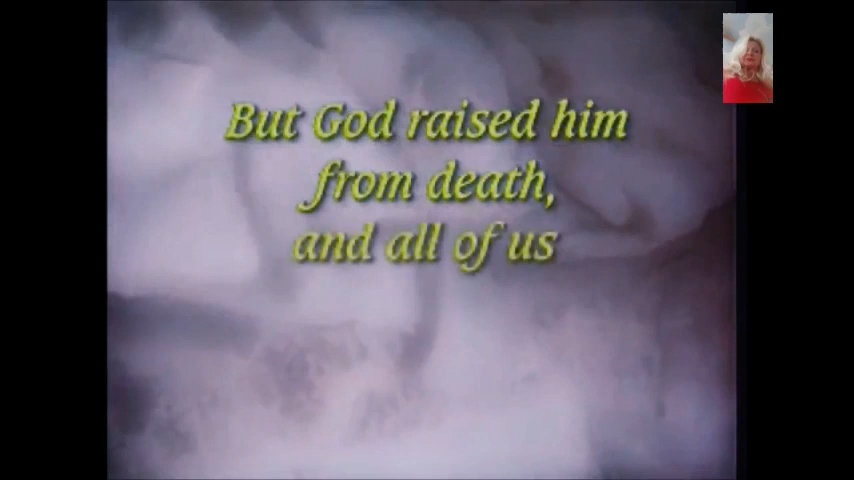 But God raised him
from death,
and all of us